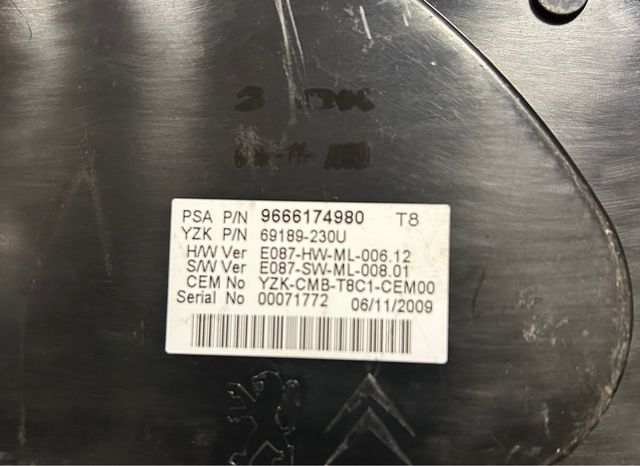 PSA P/N 9666174980 T8
YZK P/N 69189-230U
H/W Ver E087-HW-ML-006.12
S/W Ver E087-SW-ML-008.01
CEM No YZK-CMB-T8C1-CEM00
Serial No 00071772 06/11/2009